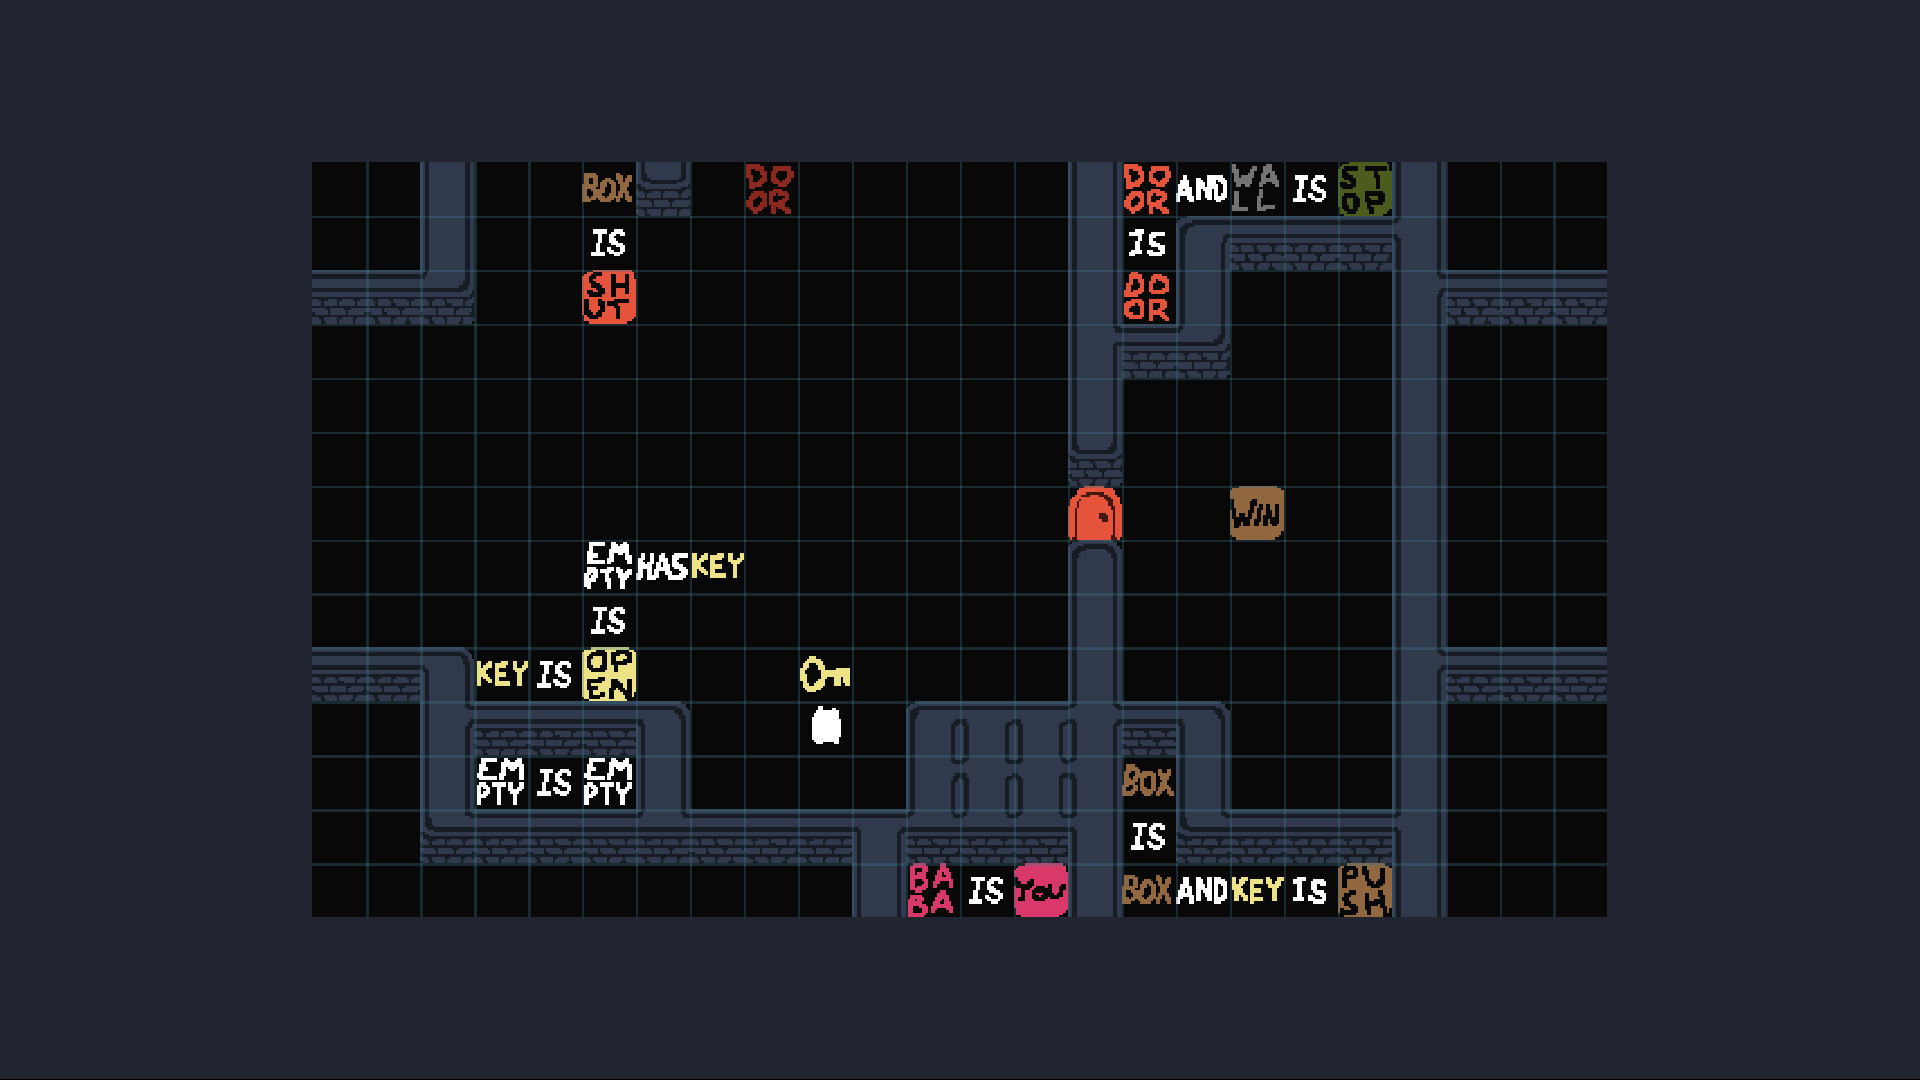 BOX DOOR DOOR AND WALL IS STOP
IS IS
SHUT DOOR
WIN
EMPTY HAS KEY
IS
KEY IS OPEN
EMPTY IS EMPTY BOX
IS
BABA IS YOU BOX AND KEY IS PUSH